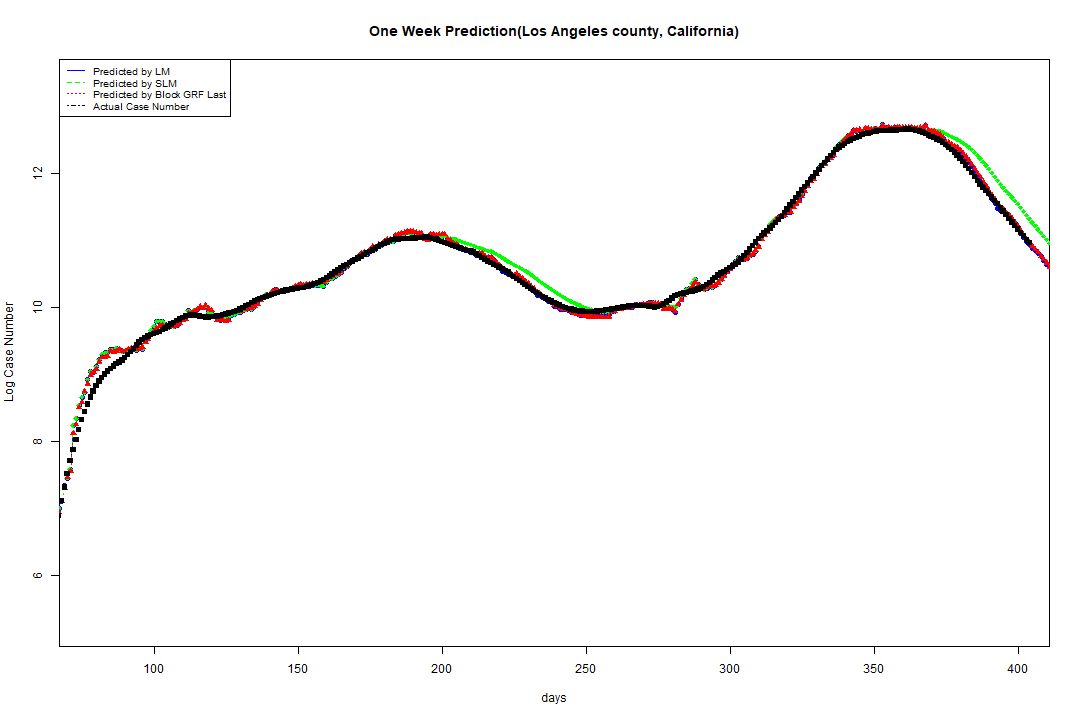 One Week Prediction(Los Angeles county, California)
Predicted by LM
Predicted by SLM
Predicted by Block GRF Last
Actual Case Number
Log Case Number
12
10
8
6
100 150 200 250 300 350 400
days